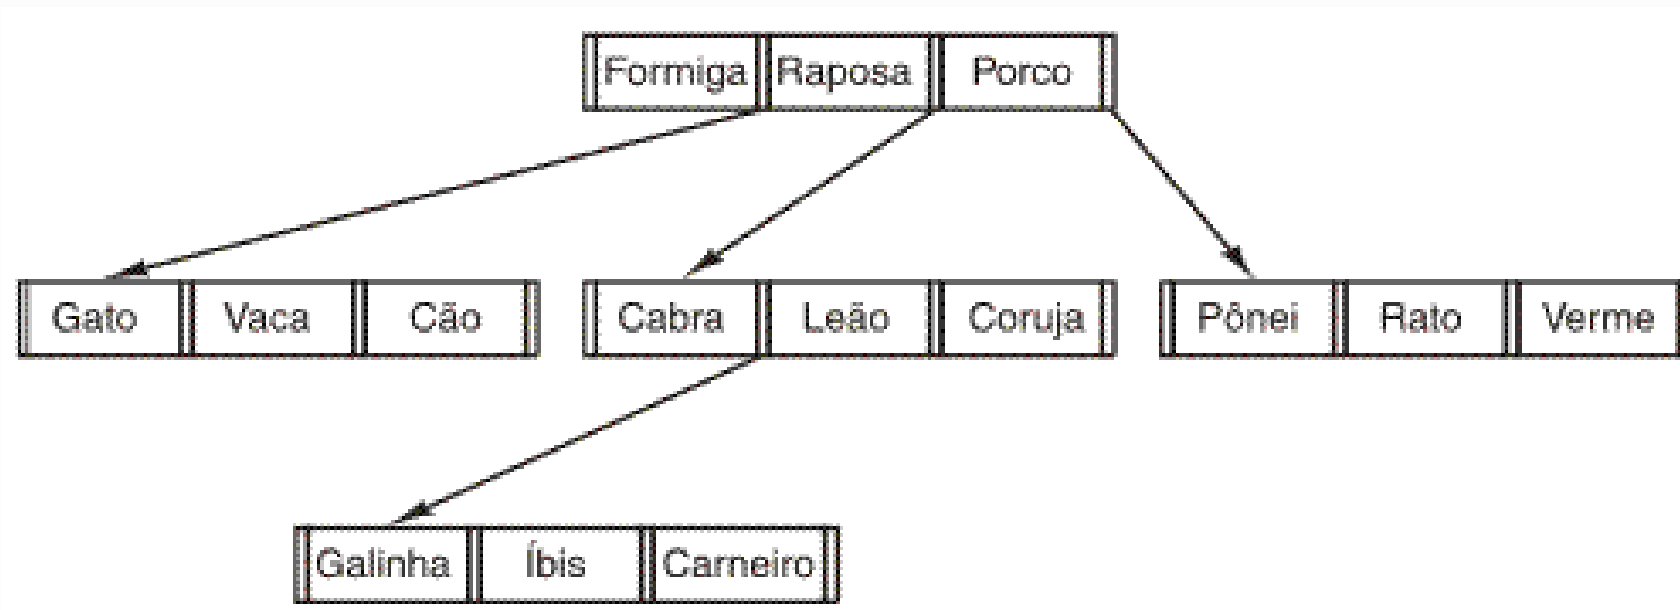 Formiga Raposa Porco
Gato Vaca Cão Cabra Leão Coruja Pônei Rato Verme
Galinha Íbis Carneiro